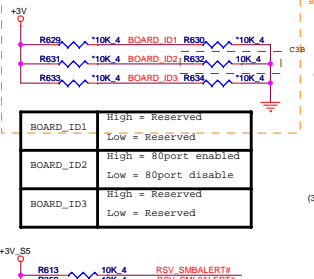 +3V
R629 *10K_4 BOARD_ID1 R630 *10K_4
C3B
R631 *10K_4 BOARD_ID2 R632 10K_4
R633 *10K_4 BOARD_ID3 R634 *10K_4
BOARD_ID1 High = Reserved
Low = Reserved
BOARD_ID2 High = 80port enabled
Low = 80port disable
BOARD_ID3 High = Reserved
Low = Reserved
(3
+3V_S5
R613 10K_4 RSV_SMBALERT#